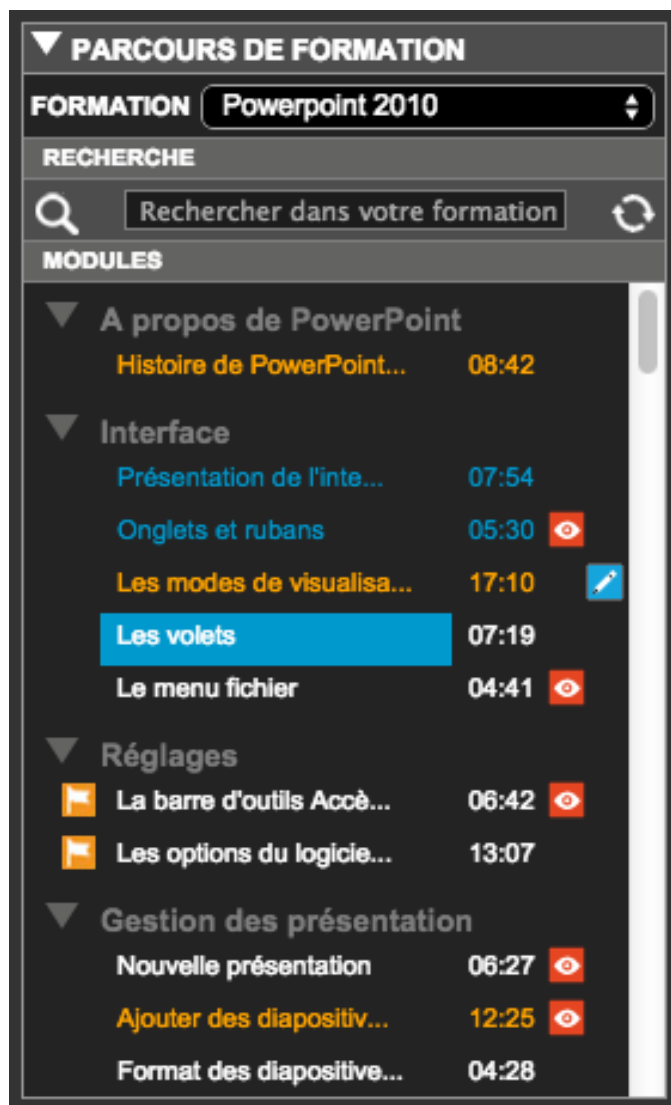 PARCOURS DE FORMATION
FORMATION Powerpoint 2010
RECHERCHE
Rechercher dans votre formation
MODULES
A propos de PowerPoint
Histoire de PowerPoint... 08:42
Interface
Présentation de l'inte... 07:54
Onglets et rubans 05:30
Les modes de visualisa... 17:10
Les volets 07:19
Le menu fichier 04:41
Réglages
La barre d'outils Accè... 06:42
Les options du logicie... 13:07
Gestion des présentation
Nouvelle présentation 06:27
Ajouter des diapositiv... 12:25
Format des diapositive... 04:28